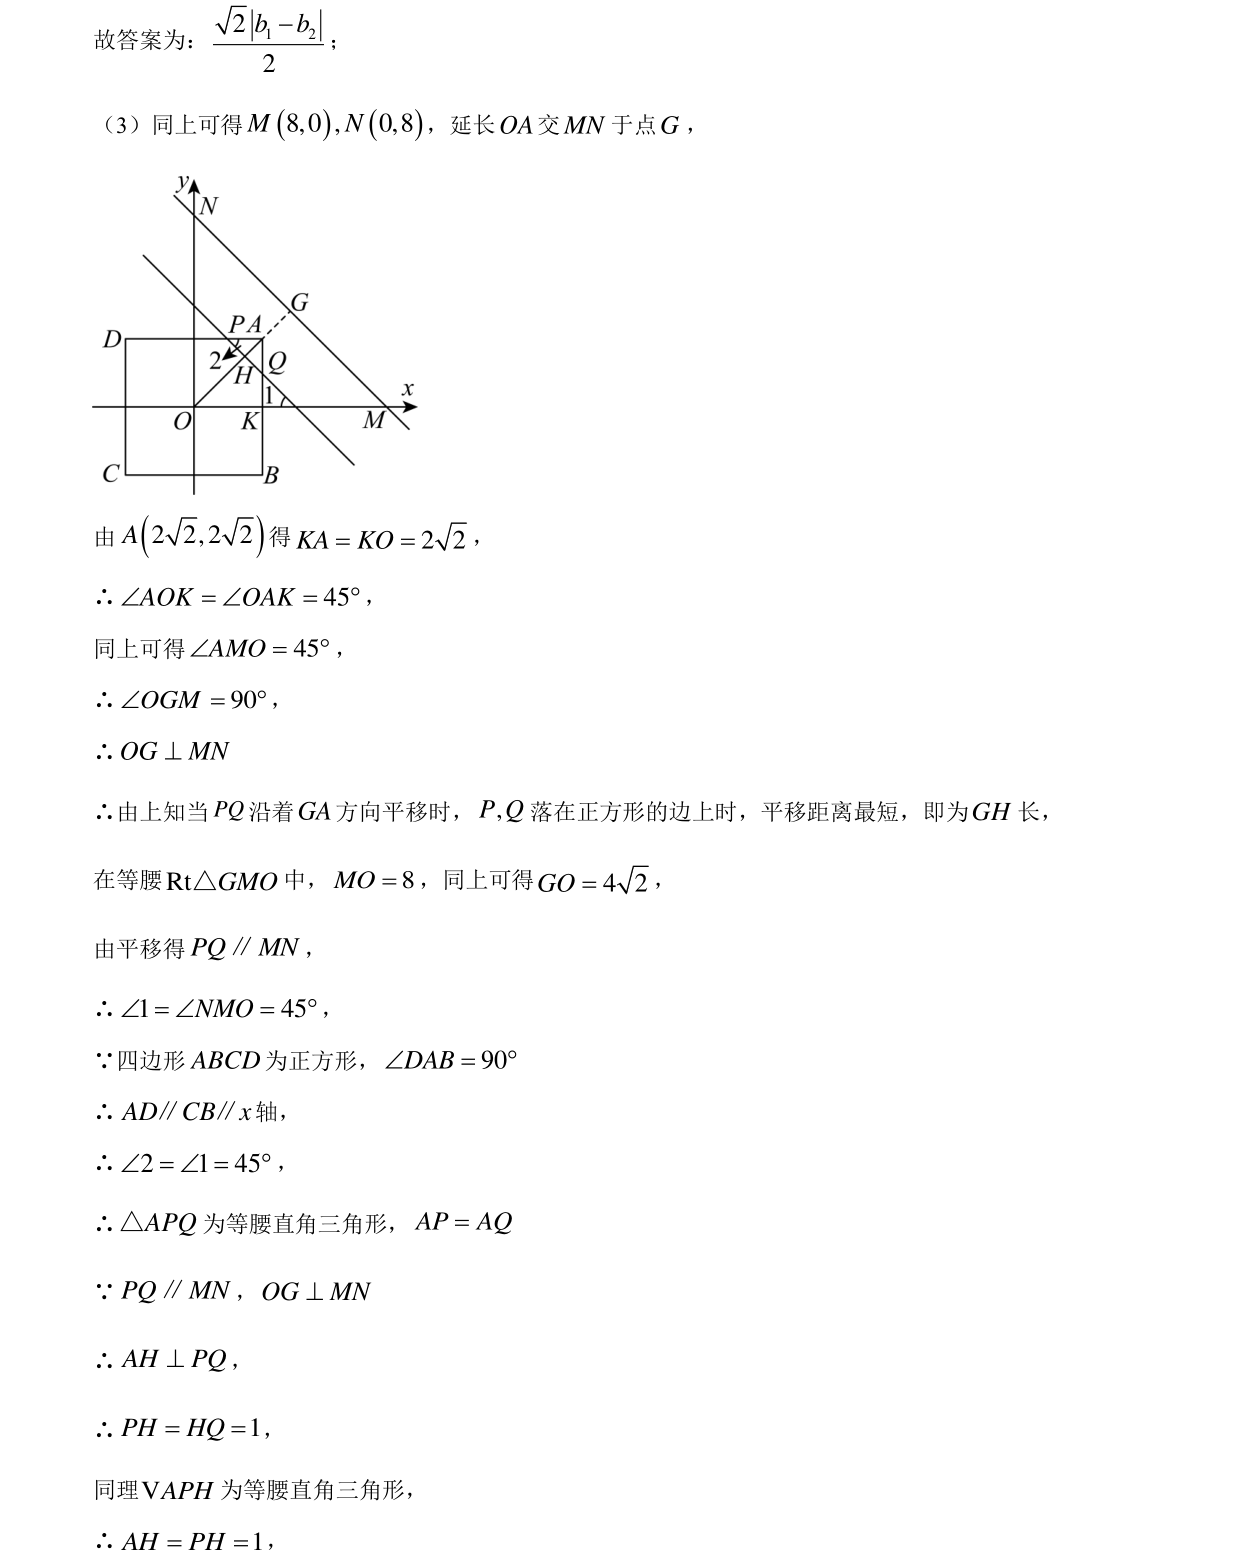 故答案为：√2|b₁－b₂|/2；
（3）同上可得M(8,0),N(0,8)，延长OA交MN于点G，
y
N
G
D
P A
2
Q
H
1
x
O
K
M
C
B
由A(2√2,2√2)得KA=KO=2√2，
∴∠AOK=∠OAK=45°，
同上可得∠AMO=45°，
∴∠OGM=90°，
∴OG⊥MN
∴由上知当PQ沿着GA方向平移时，P,Q落在正方形的边上时，平移距离最短，即为GH长，
在等腰Rt△GMO中，MO=8，同上可得GO=4√2，
由平移得PQ∥MN，
∴∠1=∠NMO=45°，
∵四边形ABCD为正方形，∠DAB=90°
∴AD∥CB∥x轴，
∴∠2=∠1=45°，
∴△APQ为等腰直角三角形，AP=AQ
∵PQ∥MN，OG⊥MN
∴AH⊥PQ，
∴PH=HQ=1，
同理VAPH为等腰直角三角形，
∴AH=PH=1，